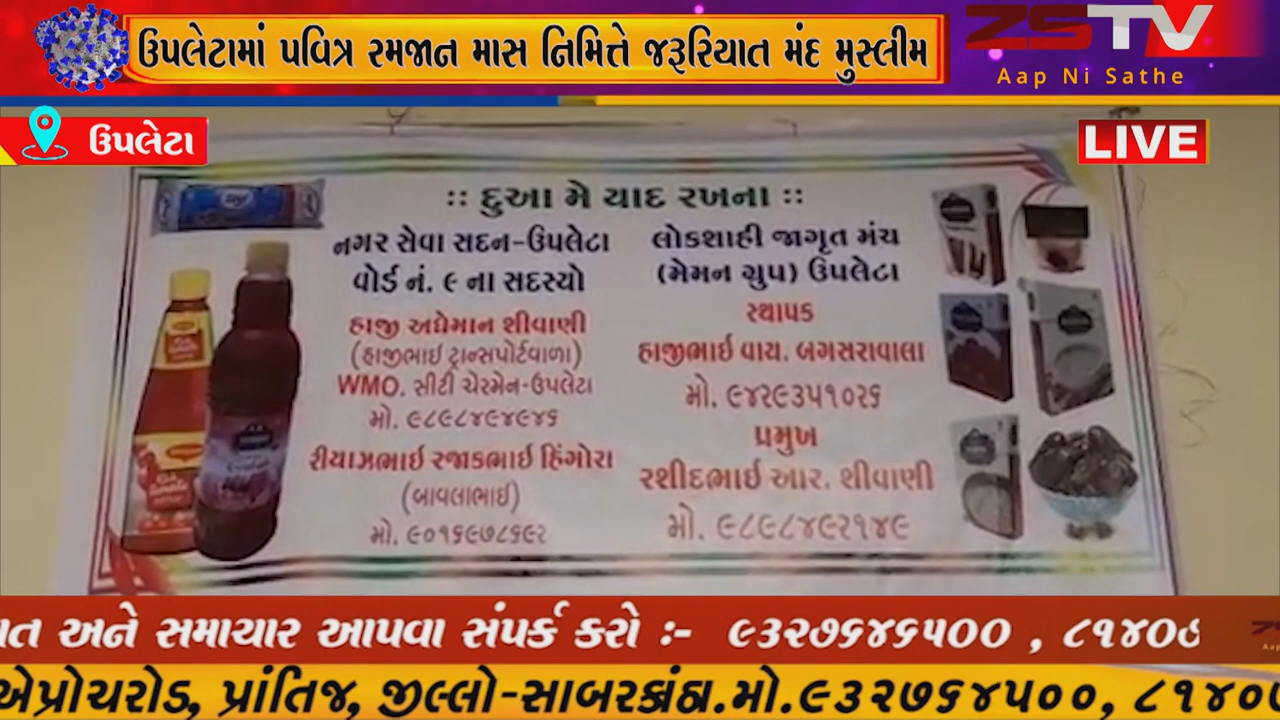 ઉપલેટામાં પવિત્ર રમજાન માસ નિમિત્તે જરૂરિયાત મંદ મુસ્લીમ
ZSTV
Aap Ni Sathe
ઉપલેટા
LIVE
:: દુઆ મે યાદ રખના ::
નગર સેવા સદન-ઉપલેટા
વોર્ડ નં. ૯ ના સદસ્યો
હાજી અધ્રેમાન શીવાણી
(હાજીભાઈ ટ્રાન્સપોર્ટવાળા)
WMO. સીટી ચેરમેન-ઉપલેટા
મો. ૯૮૯૮૪૯૪૯૪૬
રીયાઝભાઈ રજાકભાઈ હિંગોરા
(બાવલાભાઈ)
મો. ૯૦૧૬૯૭૮૬૯૨
લોકશાહી જાગૃત મંચ
(મેમન ગ્રુપ) ઉપલેટા
સ્થાપક
હાજીભાઈ વાય. બગસરાવાલા
મો. ૯૪૨૯૩૫૧૦૨૬
પ્રમુખ
રશીદભાઈ આર. શીવાણી
મો. ૯૮૯૮૪૯૨૧૪૯
અને સમાચાર આપવા સંપર્ક કરો :- ૯૩૨૭૬૪૬૫૦૦ , ૮૧૪૦૭
એપ્રોચરોડ, પ્રાંતિજ, જીલ્લો-સાબરકાંઠા.મો.૯૩૨૭૬૪૫૦૦, ૮૧૪૦૭